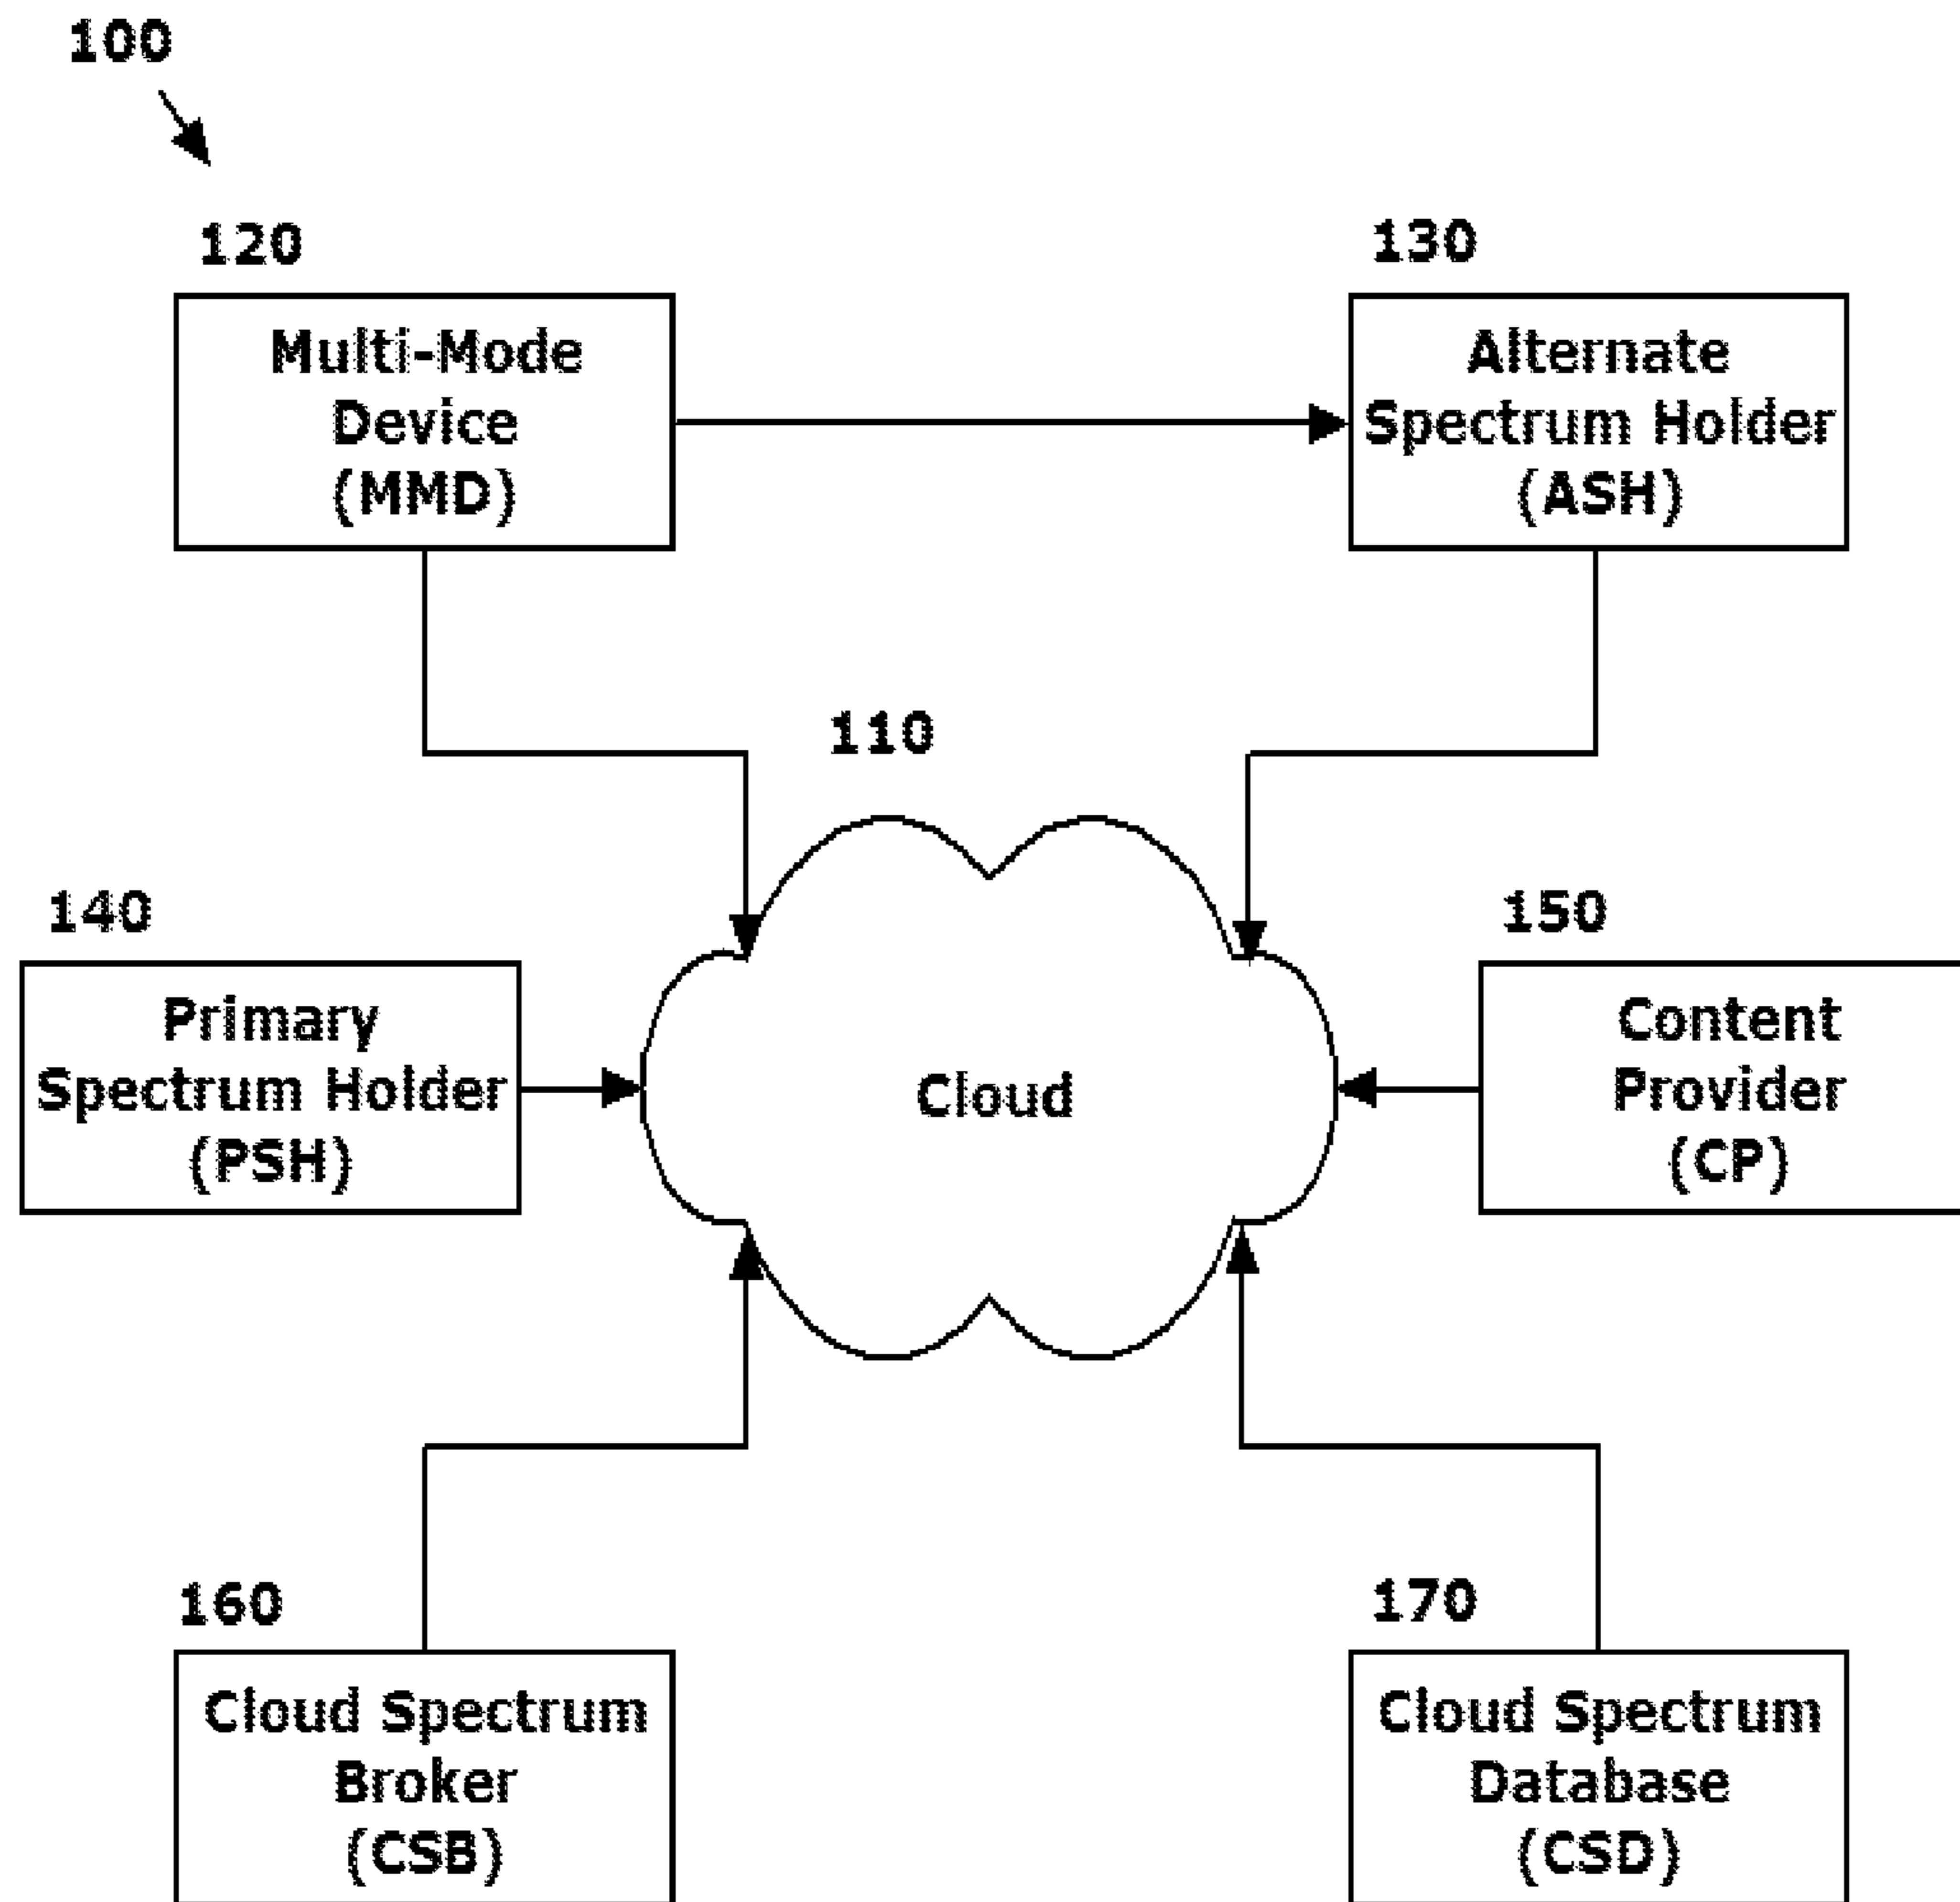 100
120
Multi-Mode
Device
(MMD)
130
Alternate
Spectrum Holder
(ASH)
110
Cloud
140
Primary
Spectrum Holder
(PSH)
150
Content
Provider
(CP)
160
Cloud Spectrum
Broker
(CSB)
170
Cloud Spectrum
Database
(CSD)